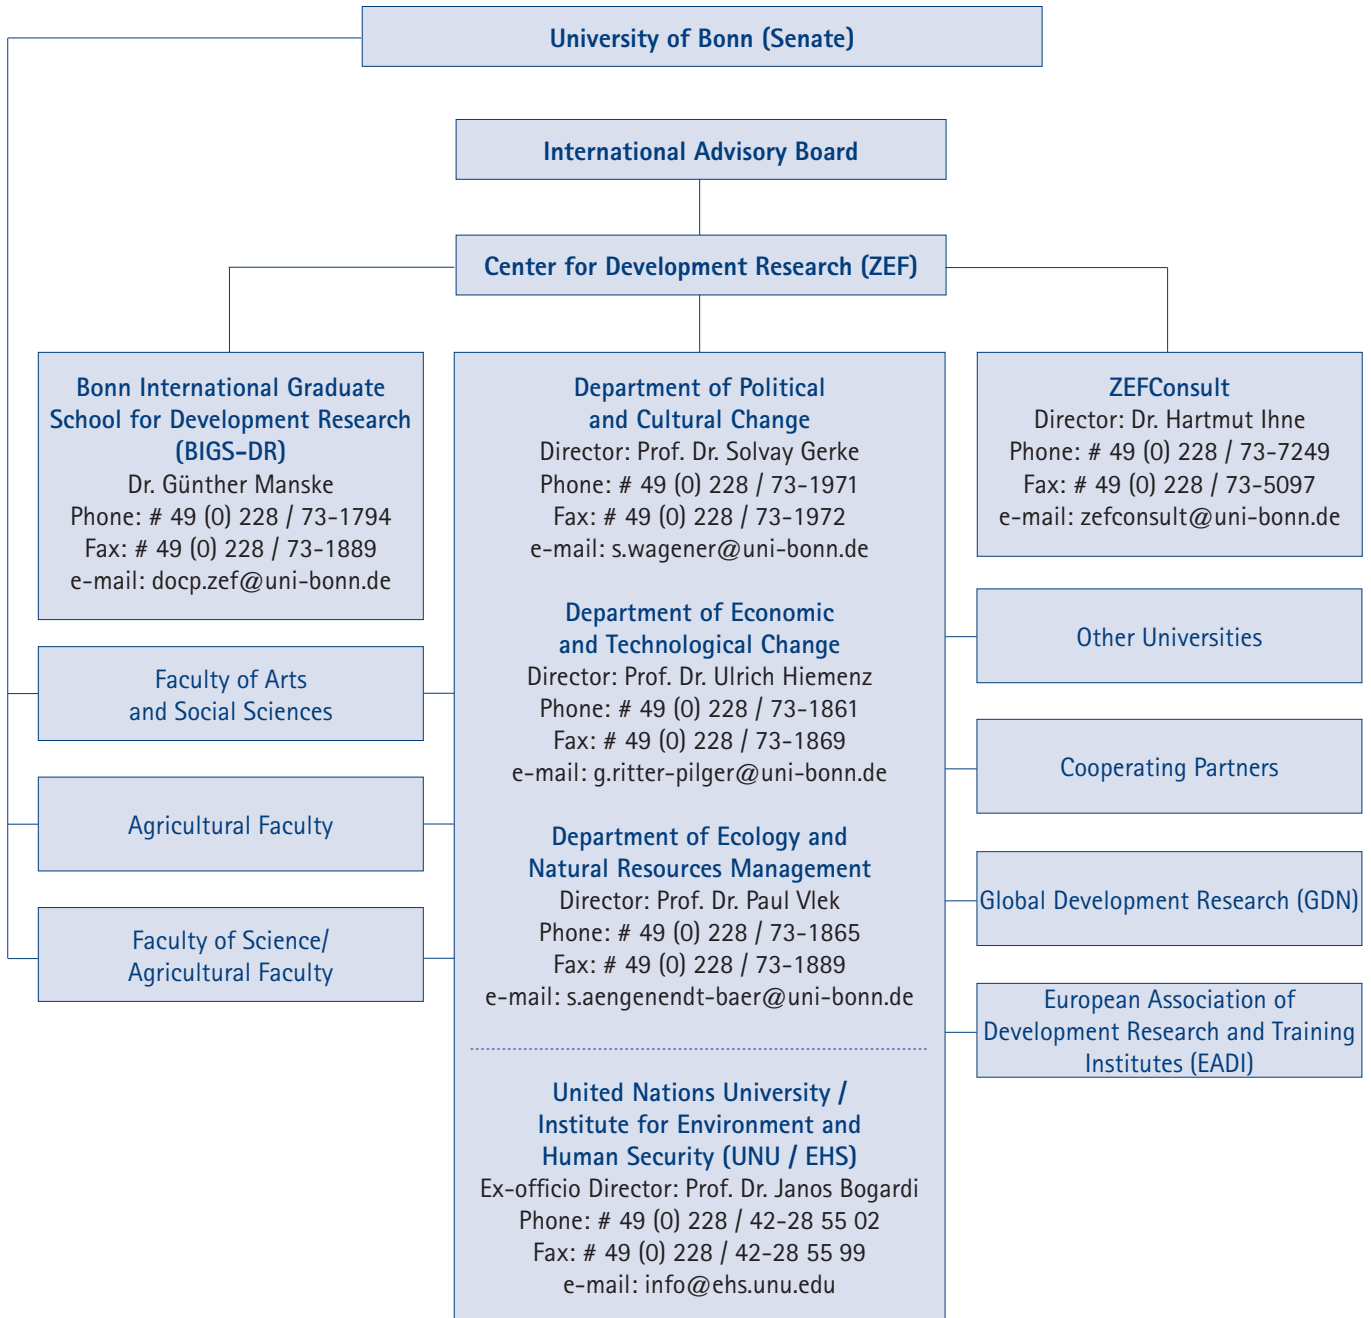 University of Bonn (Senate)
International Advisory Board
Center for Development Research (ZEF)
Bonn International Graduate
School for Development Research
(BIGS-DR)
Dr. Günther Manske
Phone: # 49 (0) 228 / 73-1794
Fax: # 49 (0) 228 / 73-1889
e-mail: docp.zef@uni-bonn.de
Faculty of Arts
and Social Sciences
Agricultural Faculty
Faculty of Science/
Agricultural Faculty
Department of Political
and Cultural Change
Director: Prof. Dr. Solvay Gerke
Phone: # 49 (0) 228 / 73-1971
Fax: # 49 (0) 228 / 73-1972
e-mail: s.wagener@uni-bonn.de
Department of Economic
and Technological Change
Director: Prof. Dr. Ulrich Hiemenz
Phone: # 49 (0) 228 / 73-1861
Fax: # 49 (0) 228 / 73-1869
e-mail: g.ritter-pilger@uni-bonn.de
Department of Ecology and
Natural Resources Management
Director: Prof. Dr. Paul Vlek
Phone: # 49 (0) 228 / 73-1865
Fax: # 49 (0) 228 / 73-1889
e-mail: s.aengenendt-baer@uni-bonn.de
United Nations University /
Institute for Environment and
Human Security (UNU / EHS)
Ex-officio Director: Prof. Dr. Janos Bogardi
Phone: # 49 (0) 228 / 42-28 55 02
Fax: # 49 (0) 228 / 42-28 55 99
e-mail: info@ehs.unu.edu
ZEFConsult
Director: Dr. Hartmut Ihne
Phone: # 49 (0) 228 / 73-7249
Fax: # 49 (0) 228 / 73-5097
e-mail: zefconsult@uni-bonn.de
Other Universities
Cooperating Partners
Global Development Research (GDN)
European Association of
Development Research and Training
Institutes (EADI)